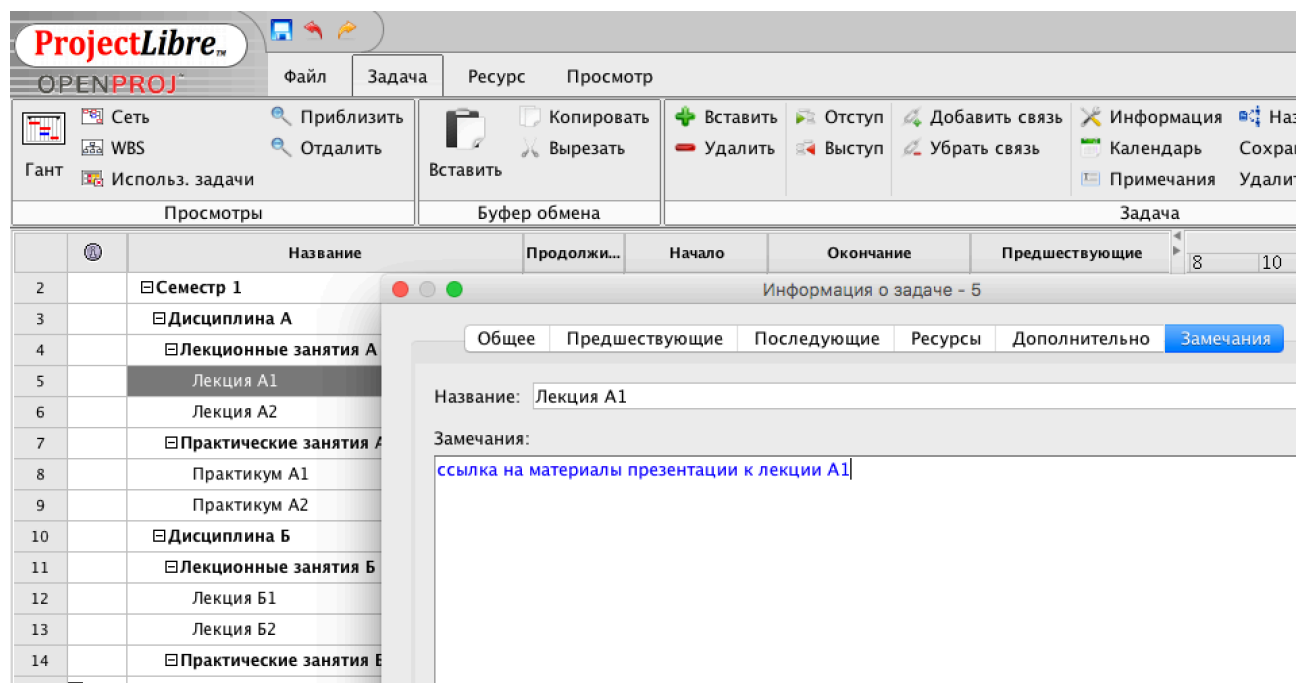 ProjectLibre™
OPENPROJ
Файл Задача Ресурс Просмотр
Сеть Приблизить Копировать Вставить Отступ Добавить связь Информация
WBS Отдалить Вырезать Удалить Выступ Убрать связь Календарь
Гант Использ. задачи Вставить Примечания
Просмотры Буфер обмена Задача
Название Продолжи... Начало Окончание Предшествующие 8 10
2 Семестр 1
3 Дисциплина А
4 Лекционные занятия А
5 Лекция А1
6 Лекция А2
7 Практические занятия
8 Практикум А1
9 Практикум А2
10 Дисциплина Б
11 Лекционные занятия Б
12 Лекция Б1
13 Лекция Б2
14 Практические занятия
Информация о задаче - 5
Общее Предшествующие Последующие Ресурсы Дополнительно Замечания
Название: Лекция А1
Замечания:
ссылка на материалы презентации к лекции А1